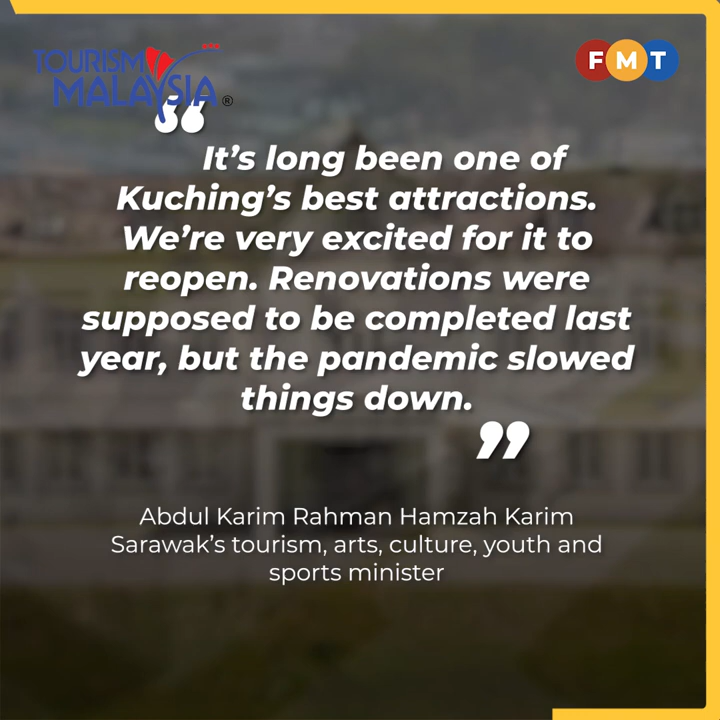 TOURISM
MALAYSIA ®
FMT
“
It’s long been one of
Kuching’s best attractions.
We’re very excited for it to
reopen. Renovations were
supposed to be completed last
year, but the pandemic slowed
things down.
”
Abdul Karim Rahman Hamzah Karim
Sarawak’s tourism, arts, culture, youth and
sports minister